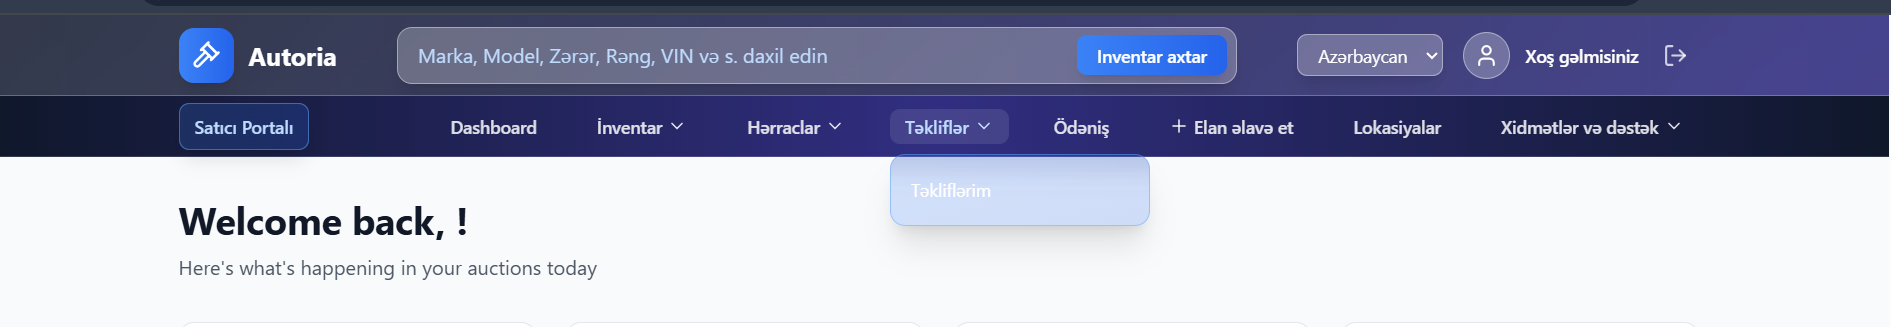 Autoria
Marka, Model, Zərər, Rəng, VIN və s. daxil edin
Inventar axtar
Azərbaycan
Xoş gəlmisiniz
Satıcı Portalı
Dashboard
İnventar
Hərraclar
Təkliflər
Ödəniş
+ Elan əlavə et
Lokasiyalar
Xidmətlər və dəstək
Təkliflərim
Welcome back, !
Here's what's happening in your auctions today